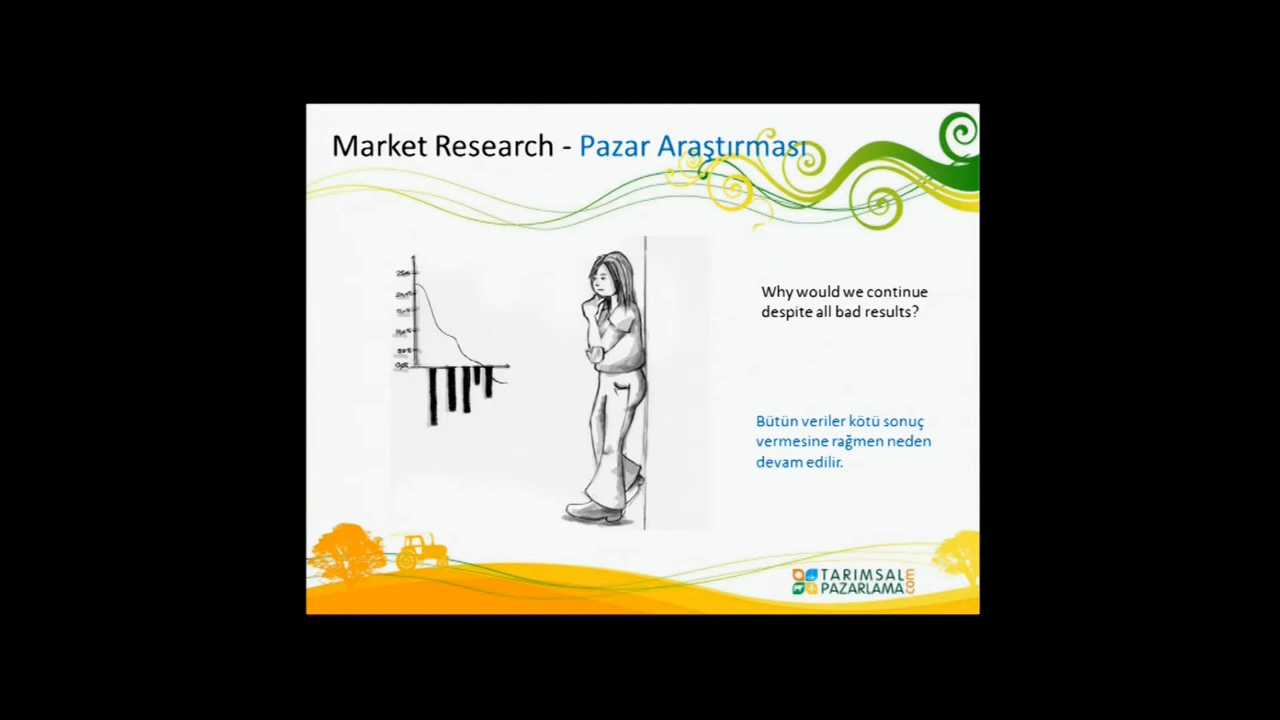 Market Research - Pazar Araştırması
Why would we continue
despite all bad results?
Bütün veriler kötü sonuç
vermesine rağmen neden
devam edilir.
TARIMSAL
PAZARLAMA
com